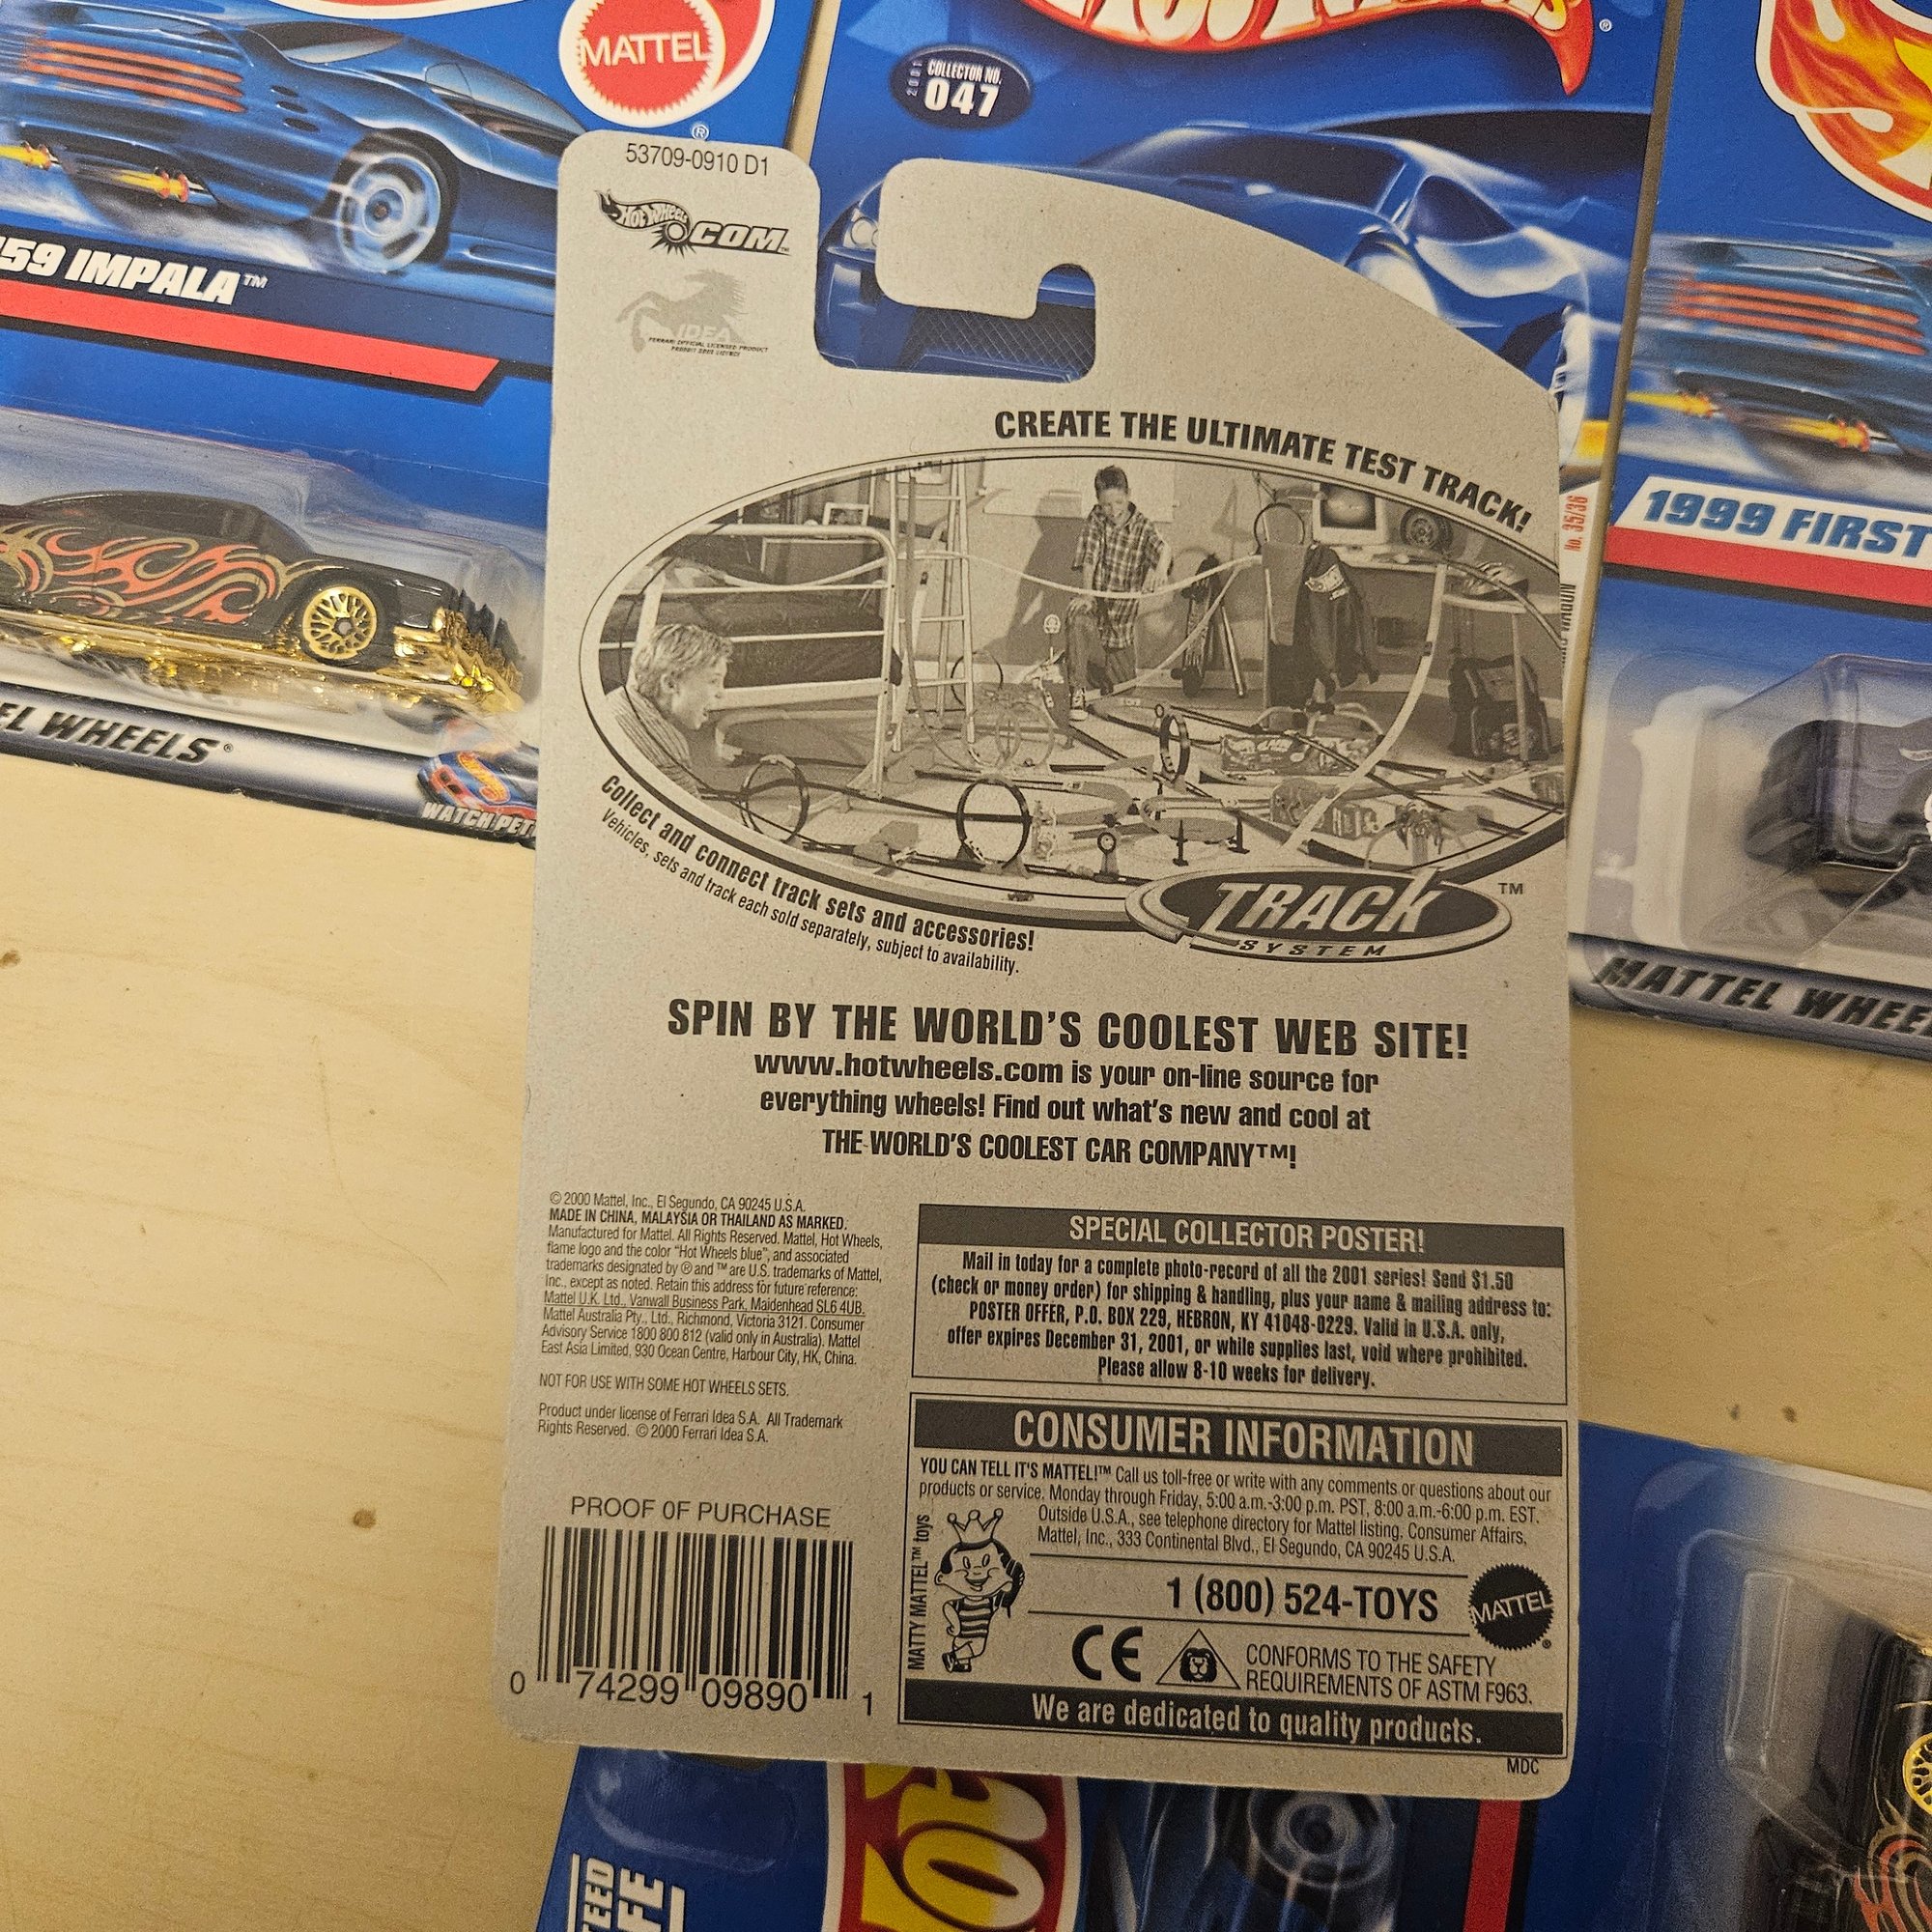 MATTEL
®
'59 IMPALA™
EL WHEELS®
WATCH PET
2001
COLLECTOR NO.
047
®
No. 35/36
1999 FIRST
MATTEL WHEE
53709-0910 D1
Hot Wheels
.COM™
IDEA
FERRARI OFFICIAL LICENSED PRODUCT
CREATE THE ULTIMATE TEST TRACK!
Collect and connect track sets and accessories!
Vehicles, sets and track each sold separately, subject to availability.
TRACK™
SYSTEM
SPIN BY THE WORLD'S COOLEST WEB SITE!
www.hotwheels.com is your on-line source for
everything wheels! Find out what's new and cool at
THE WORLD'S COOLEST CAR COMPANY™!
© 2000 Mattel, Inc., El Segundo, CA 90245 U.S.A.
MADE IN CHINA, MALAYSIA OR THAILAND AS MARKED.
Manufactured for Mattel. All Rights Reserved. Mattel, Hot Wheels,
flame logo and the color "Hot Wheels blue", and associated
trademarks designated by ® and ™ are U.S. trademarks of Mattel,
Inc., except as noted. Retain this address for future reference:
Mattel U.K. Ltd., Vanwall Business Park, Maidenhead SL6 4UB.
Mattel Australia Pty., Ltd., Richmond, Victoria 3121. Consumer
Advisory Service 1800 800 812 (valid only in Australia). Mattel
East Asia Limited, 930 Ocean Centre, Harbour City, HK, China.
NOT FOR USE WITH SOME HOT WHEELS SETS.
Product under license of Ferrari Idea S.A. All Trademark
Rights Reserved. © 2000 Ferrari Idea S.A.
PROOF OF PURCHASE
0 74299 09890 1
SPECIAL COLLECTOR POSTER!
Mail in today for a complete photo-record of all the 2001 series! Send $1.50
(check or money order) for shipping & handling, plus your name & mailing address to:
POSTER OFFER, P.O. BOX 229, HEBRON, KY 41048-0229. Valid in U.S.A. only,
offer expires December 31, 2001, or while supplies last, void where prohibited.
Please allow 8-10 weeks for delivery.
CONSUMER INFORMATION
YOU CAN TELL IT'S MATTEL!™ Call us toll-free or write with any comments or questions about our
products or service. Monday through Friday, 5:00 a.m.-3:00 p.m. PST, 8:00 a.m.-6:00 p.m. EST.
Outside U.S.A., see telephone directory for Mattel listing. Consumer Affairs,
Mattel, Inc., 333 Continental Blvd., El Segundo, CA 90245 U.S.A.
MATTY MATTEL™ toys
1 (800) 524-TOYS
MATTEL®
CE
CONFORMS TO THE SAFETY
REQUIREMENTS OF ASTM F963.
We are dedicated to quality products.
MDC